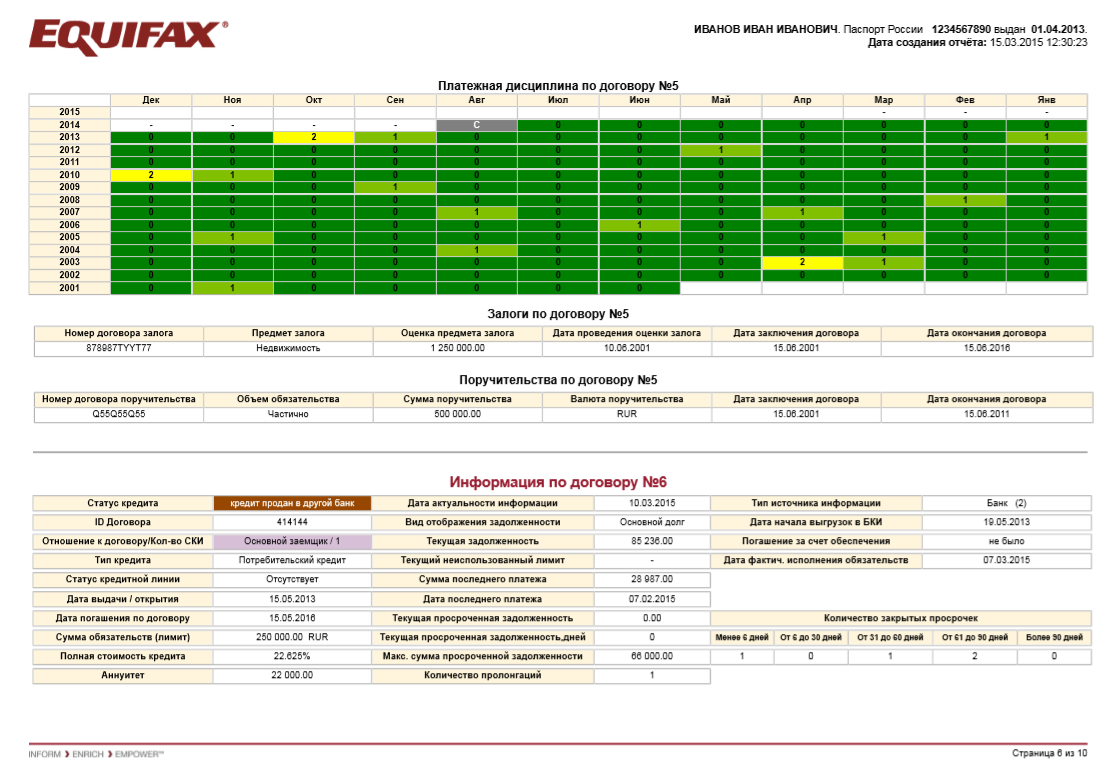 EQUIFAX®
ИВАНОВ ИВАН ИВАНОВИЧ. Паспорт России 1234567890 выдан 01.04.2013.
Дата создания отчёта: 15.03.2015 12:30:23
Платежная дисциплина по договору №5
Дек Ноя Окт Сен Авг Июл Июн Май Апр Мар Фев Янв
2015 - - -
2014 - - - - C 0 0 0 0 0 0 0
2013 0 0 2 1 0 0 0 0 0 0 0 1
2012 0 0 0 0 0 0 0 1 0 0 0 0
2011 0 0 0 0 0 0 0 0 0 0 0 0
2010 2 1 0 0 0 0 0 0 0 0 0 0
2009 0 0 0 1 0 0 0 0 0 0 0 0
2008 0 0 0 0 0 0 0 0 0 0 1 0
2007 0 0 0 0 1 0 0 0 1 0 0 0
2006 0 0 0 0 0 0 1 0 0 0 0 0
2005 0 1 0 0 0 0 0 0 0 1 0 0
2004 0 0 0 0 1 0 0 0 0 0 0 0
2003 0 0 0 0 0 0 0 0 2 1 0 0
2002 0 0 0 0 0 0 0 0 0 0 0 0
2001 0 1 0 0 0 0 0
Залоги по договору №5
Номер договора залога Предмет залога Оценка предмета залога Дата проведения оценки залога Дата заключения договора Дата окончания договора
878987TYYT77 Недвижимость 1 250 000.00 10.06.2001 15.06.2001 15.06.2016
Поручительства по договору №5
Номер договора поручительства Объем обязательства Сумма поручительства Валюта поручительства Дата заключения договора Дата окончания договора
Q55Q55Q55 Частично 500 000.00 RUR 15.06.2001 15.06.2011
Информация по договору №6
Статус кредита кредит продан в другой банк Дата актуальности информации 10.03.2015 Тип источника информации Банк (2)
ID Договора 414144 Вид отображения задолженности Основной долг Дата начала выгрузок в БКИ 19.05.2013
Отношение к договору/Кол-во СКИ Основной заемщик / 1 Текущая задолженность 85 236.00 Погашение за счет обеспечения не было
Тип кредита Потребительский кредит Текущий неиспользованный лимит - Дата фактич. исполнения обязательств 07.03.2015
Статус кредитной линии Отсутствует Сумма последнего платежа 28 987.00
Дата выдачи / открытия 15.05.2013 Дата последнего платежа 07.02.2015
Дата погашения по договору 15.05.2016 Текущая просроченная задолженность 0.00 Количество закрытых просрочек
Сумма обязательств (лимит) 250 000.00 RUR Текущая просроченная задолженность,дней 0 Менее 6 дней От 6 до 30 дней От 31 до 60 дней От 61 до 90 дней Более 90 дней
Полная стоимость кредита 22.625% Макс. сумма просроченной задолженности 66 000.00 1 0 1 2 0
Аннуитет 22 000.00 Количество пролонгаций 1
INFORM ❯ ENRICH ❯ EMPOWER™
Страница 6 из 10